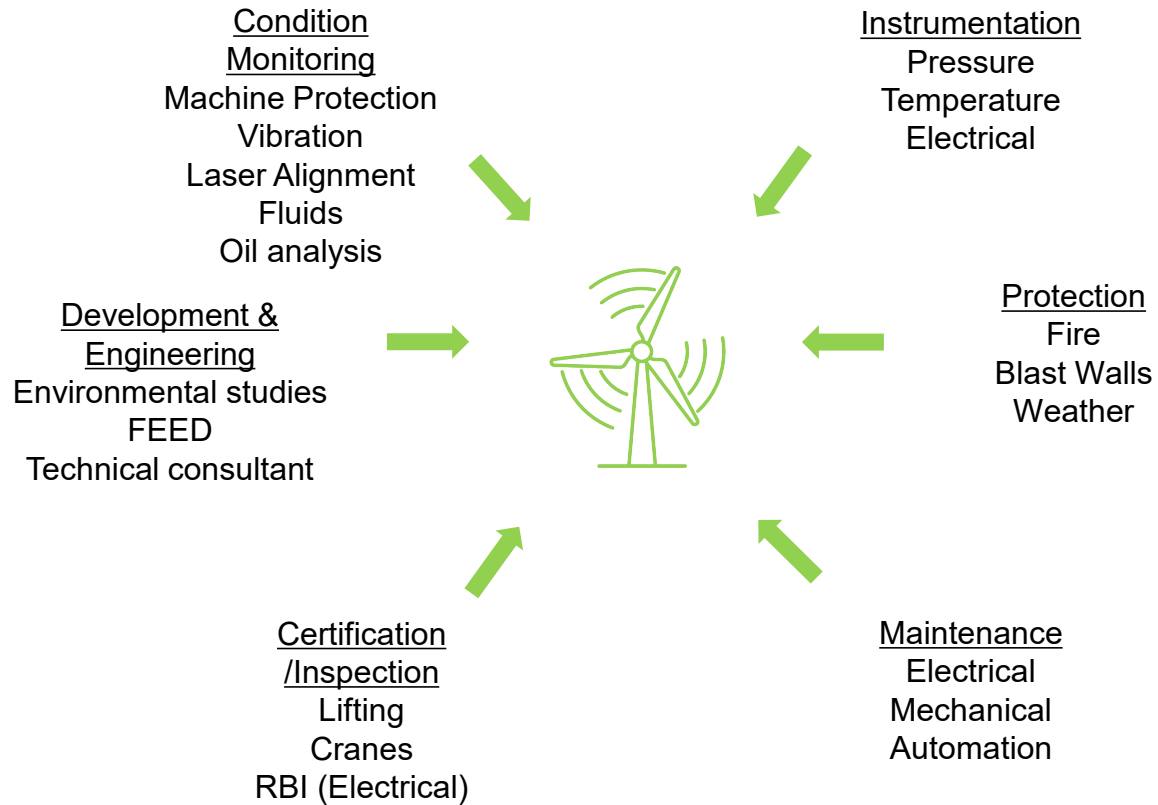 Condition
Monitoring
Machine Protection
Vibration
Laser Alignment
Fluids
Oil analysis
Instrumentation
Pressure
Temperature
Electrical
Development &
Engineering
Environmental studies
FEED
Technical consultant
Protection
Fire
Blast Walls
Weather
Certification
/Inspection
Lifting
Cranes
RBI (Electrical)
Maintenance
Electrical
Mechanical
Automation